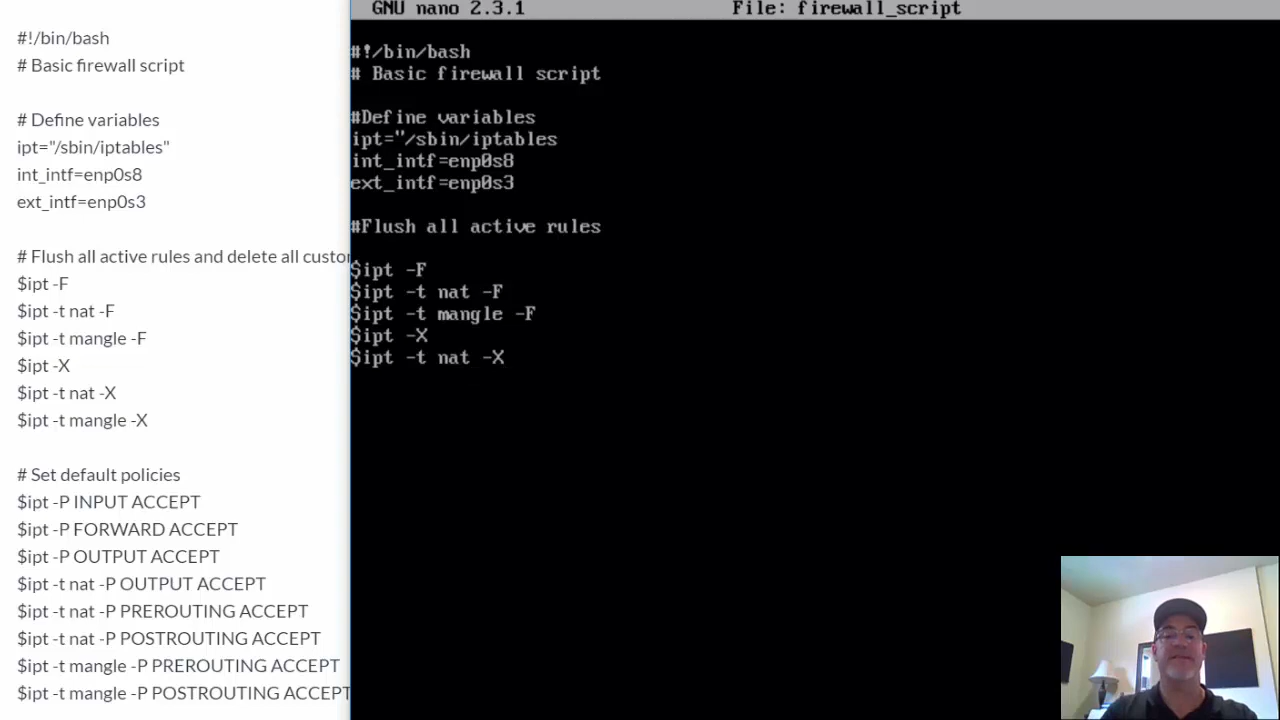 #!/bin/bash
# Basic firewall script
# Define variables
ipt="/sbin/iptables"
int_intf=enp0s8
ext_intf=enp0s3
# Flush all active rules and delete all custo
$ipt -F
$ipt -t nat -F
$ipt -t mangle -F
$ipt -X
$ipt -t nat -X
$ipt -t mangle -X
# Set default policies
$ipt -P INPUT ACCEPT
$ipt -P FORWARD ACCEPT
$ipt -P OUTPUT ACCEPT
$ipt -t nat -P OUTPUT ACCEPT
$ipt -t nat -P PREROUTING ACCEPT
$ipt -t nat -P POSTROUTING ACCEPT
$ipt -t mangle -P PREROUTING ACCEPT
$ipt -t mangle -P POSTROUTING ACCEPT
GNU nano 2.3.1 File: firewall_script
#!/bin/bash
# Basic firewall script
#Define variables
ipt="/sbin/iptables
int_intf=enp0s8
ext_intf=enp0s3
#Flush all active rules
$ipt -F
$ipt -t nat -F
$ipt -t mangle -F
$ipt -X
$ipt -t nat -X